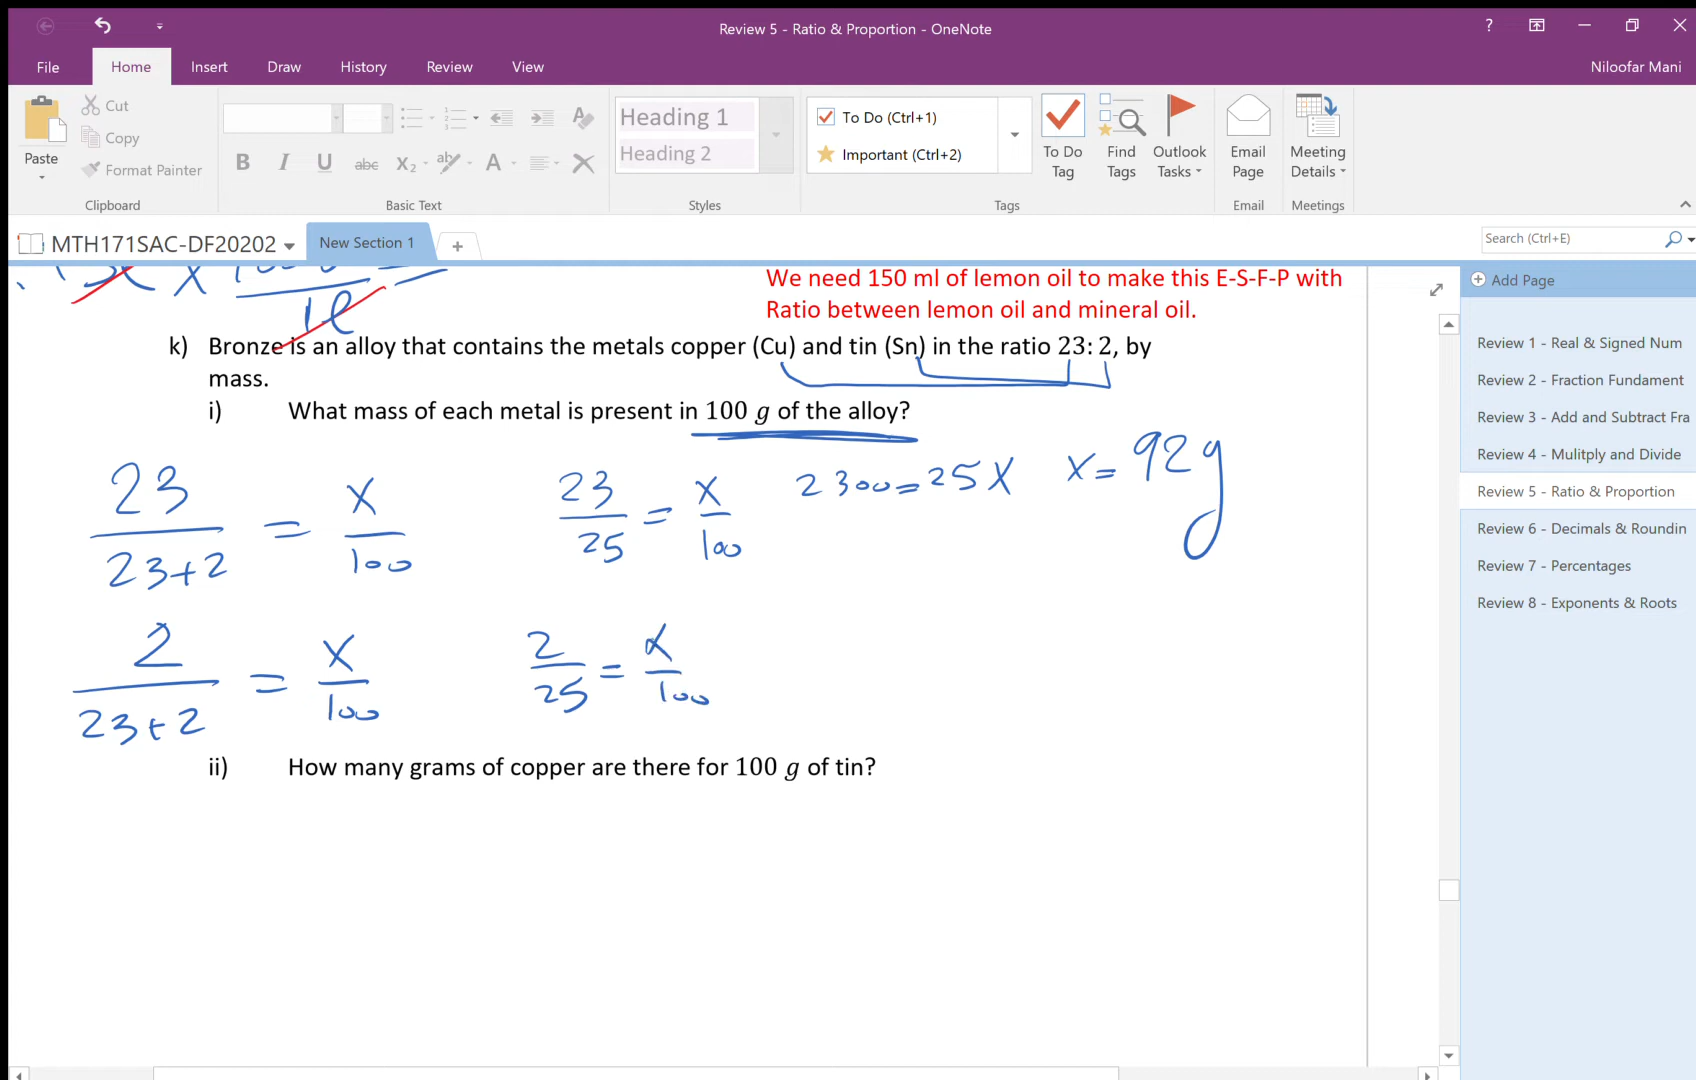 Review 5 - Ratio & Proportion - OneNote
?
File Home Insert Draw History Review View Niloofar Mani
Paste
Cut
Copy
Format Painter
Clipboard
B I U abc X₂ ab A
Basic Text
Heading 1
Heading 2
Styles
To Do (Ctrl+1)
Important (Ctrl+2)
To Do Tag
Find Tags
Outlook Tasks
Tags
Email Page
Email
Meeting Details
Meetings
MTH171SAC-DF20202 New Section 1 +
Search (Ctrl+E)
We need 150 ml of lemon oil to make this E-S-F-P with
Ratio between lemon oil and mineral oil.
x
1l
k) Bronze is an alloy that contains the metals copper (Cu) and tin (Sn) in the ratio 23: 2, by
mass.
i) What mass of each metal is present in 100 g of the alloy?
23/23+2 = x/100 23/25 = x/100 2300=25x x= 92g
2/23+2 = x/100 2/25 = x/100
ii) How many grams of copper are there for 100 g of tin?
Add Page
Review 1 - Real & Signed Num
Review 2 - Fraction Fundament
Review 3 - Add and Subtract Fra
Review 4 - Mulitply and Divide
Review 5 - Ratio & Proportion
Review 6 - Decimals & Roundin
Review 7 - Percentages
Review 8 - Exponents & Roots